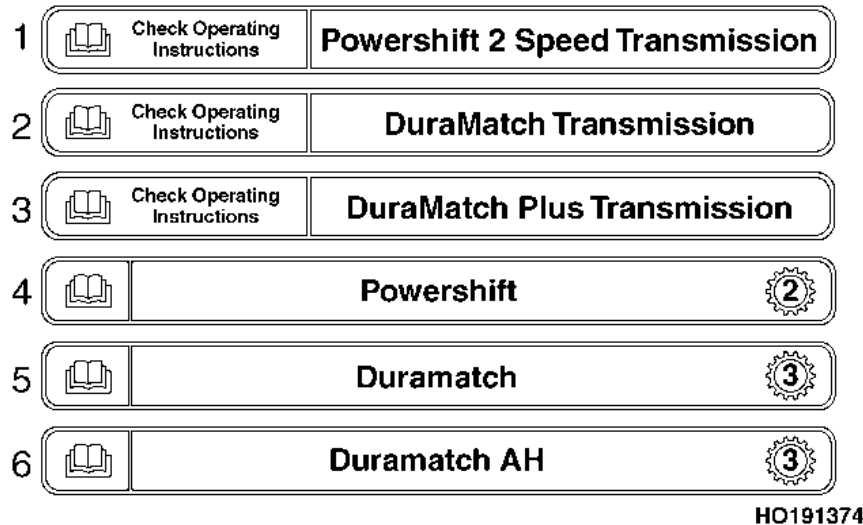 1 Check Operating Instructions Powershift 2 Speed Transmission
2 Check Operating Instructions DuraMatch Transmission
3 Check Operating Instructions DuraMatch Plus Transmission
4 Powershift 2
5 Duramatch 3
6 Duramatch AH 3
HO191374